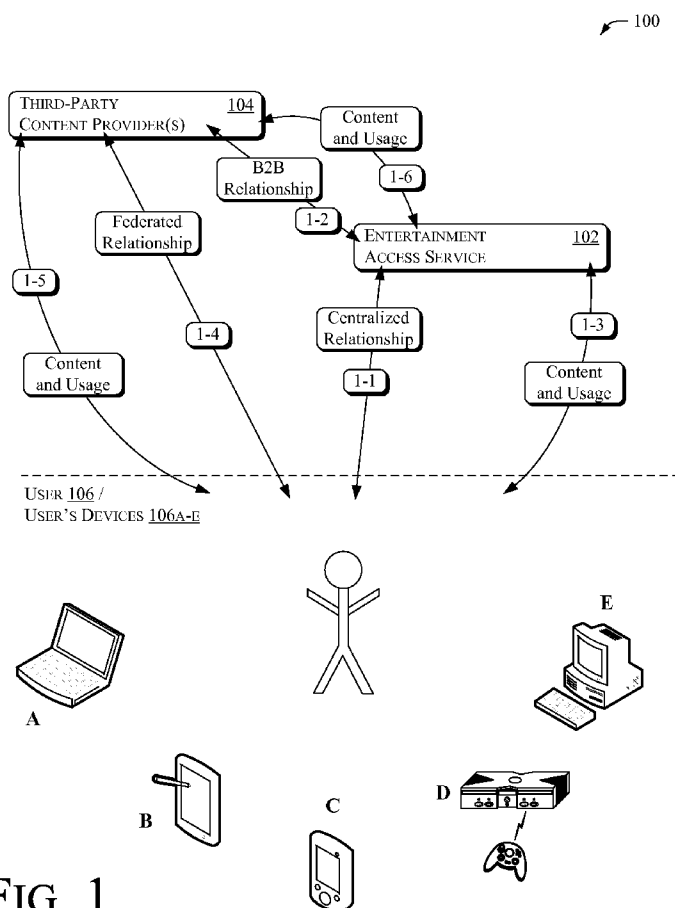 100
THIRD-PARTY 104
CONTENT PROVIDER(S)
Content
and Usage
B2B
Relationship
1-6
1-2
Federated
Relationship
ENTERTAINMENT 102
ACCESS SERVICE
1-5
Centralized
Relationship
1-3
1-4
Content
and Usage
1-1
Content
and Usage
USER 106 /
USER'S DEVICES 106A-E
A
B
C
D
E
FIG. 1